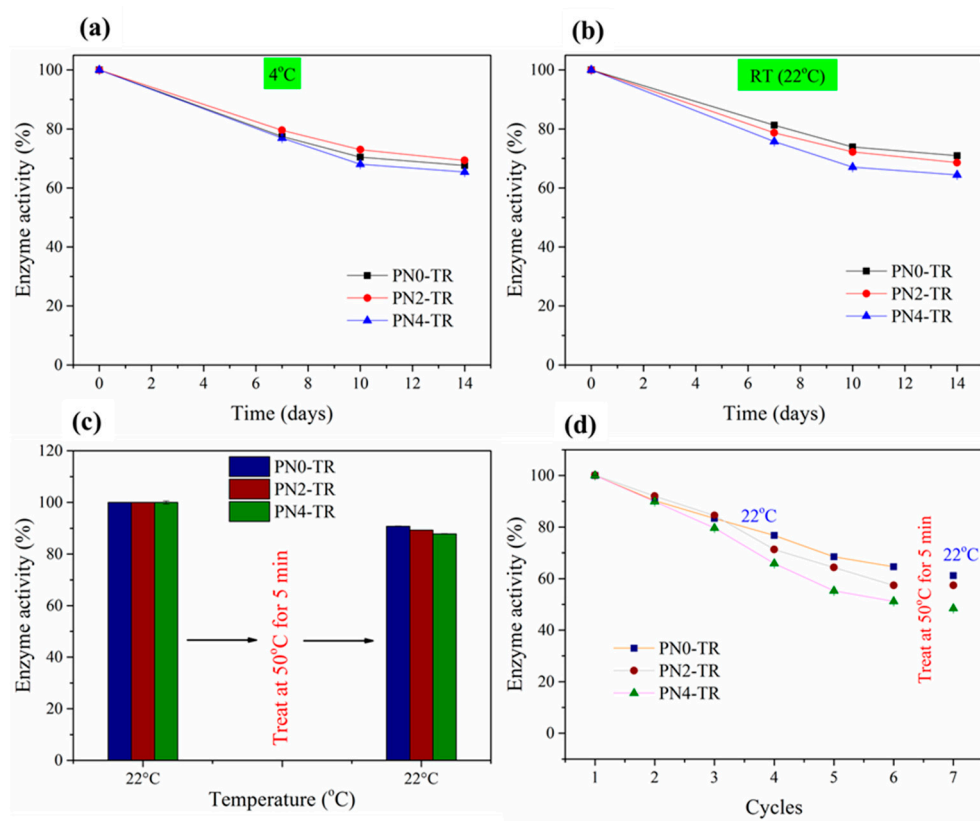 (a)
4°C
100
80
60
40
20
0
Enzyme activity (%)
PN0-TR
PN2-TR
PN4-TR
0 2 4 6 8 10 12 14
Time (days)
(b)
RT (22°C)
100
80
60
40
20
0
Enzyme activity (%)
PN0-TR
PN2-TR
PN4-TR
0 2 4 6 8 10 12 14
Time (days)
(c)
120
100
80
60
40
20
0
Enzyme activity (%)
PN0-TR
PN2-TR
PN4-TR
Treat at 50°C for 5 min
22°C 22°C
Temperature (°C)
(d)
100
80
60
40
20
0
Enzyme activity (%)
22°C
22°C
Treat at 50°C for 5 min
PN0-TR
PN2-TR
PN4-TR
1 2 3 4 5 6 7
Cycles